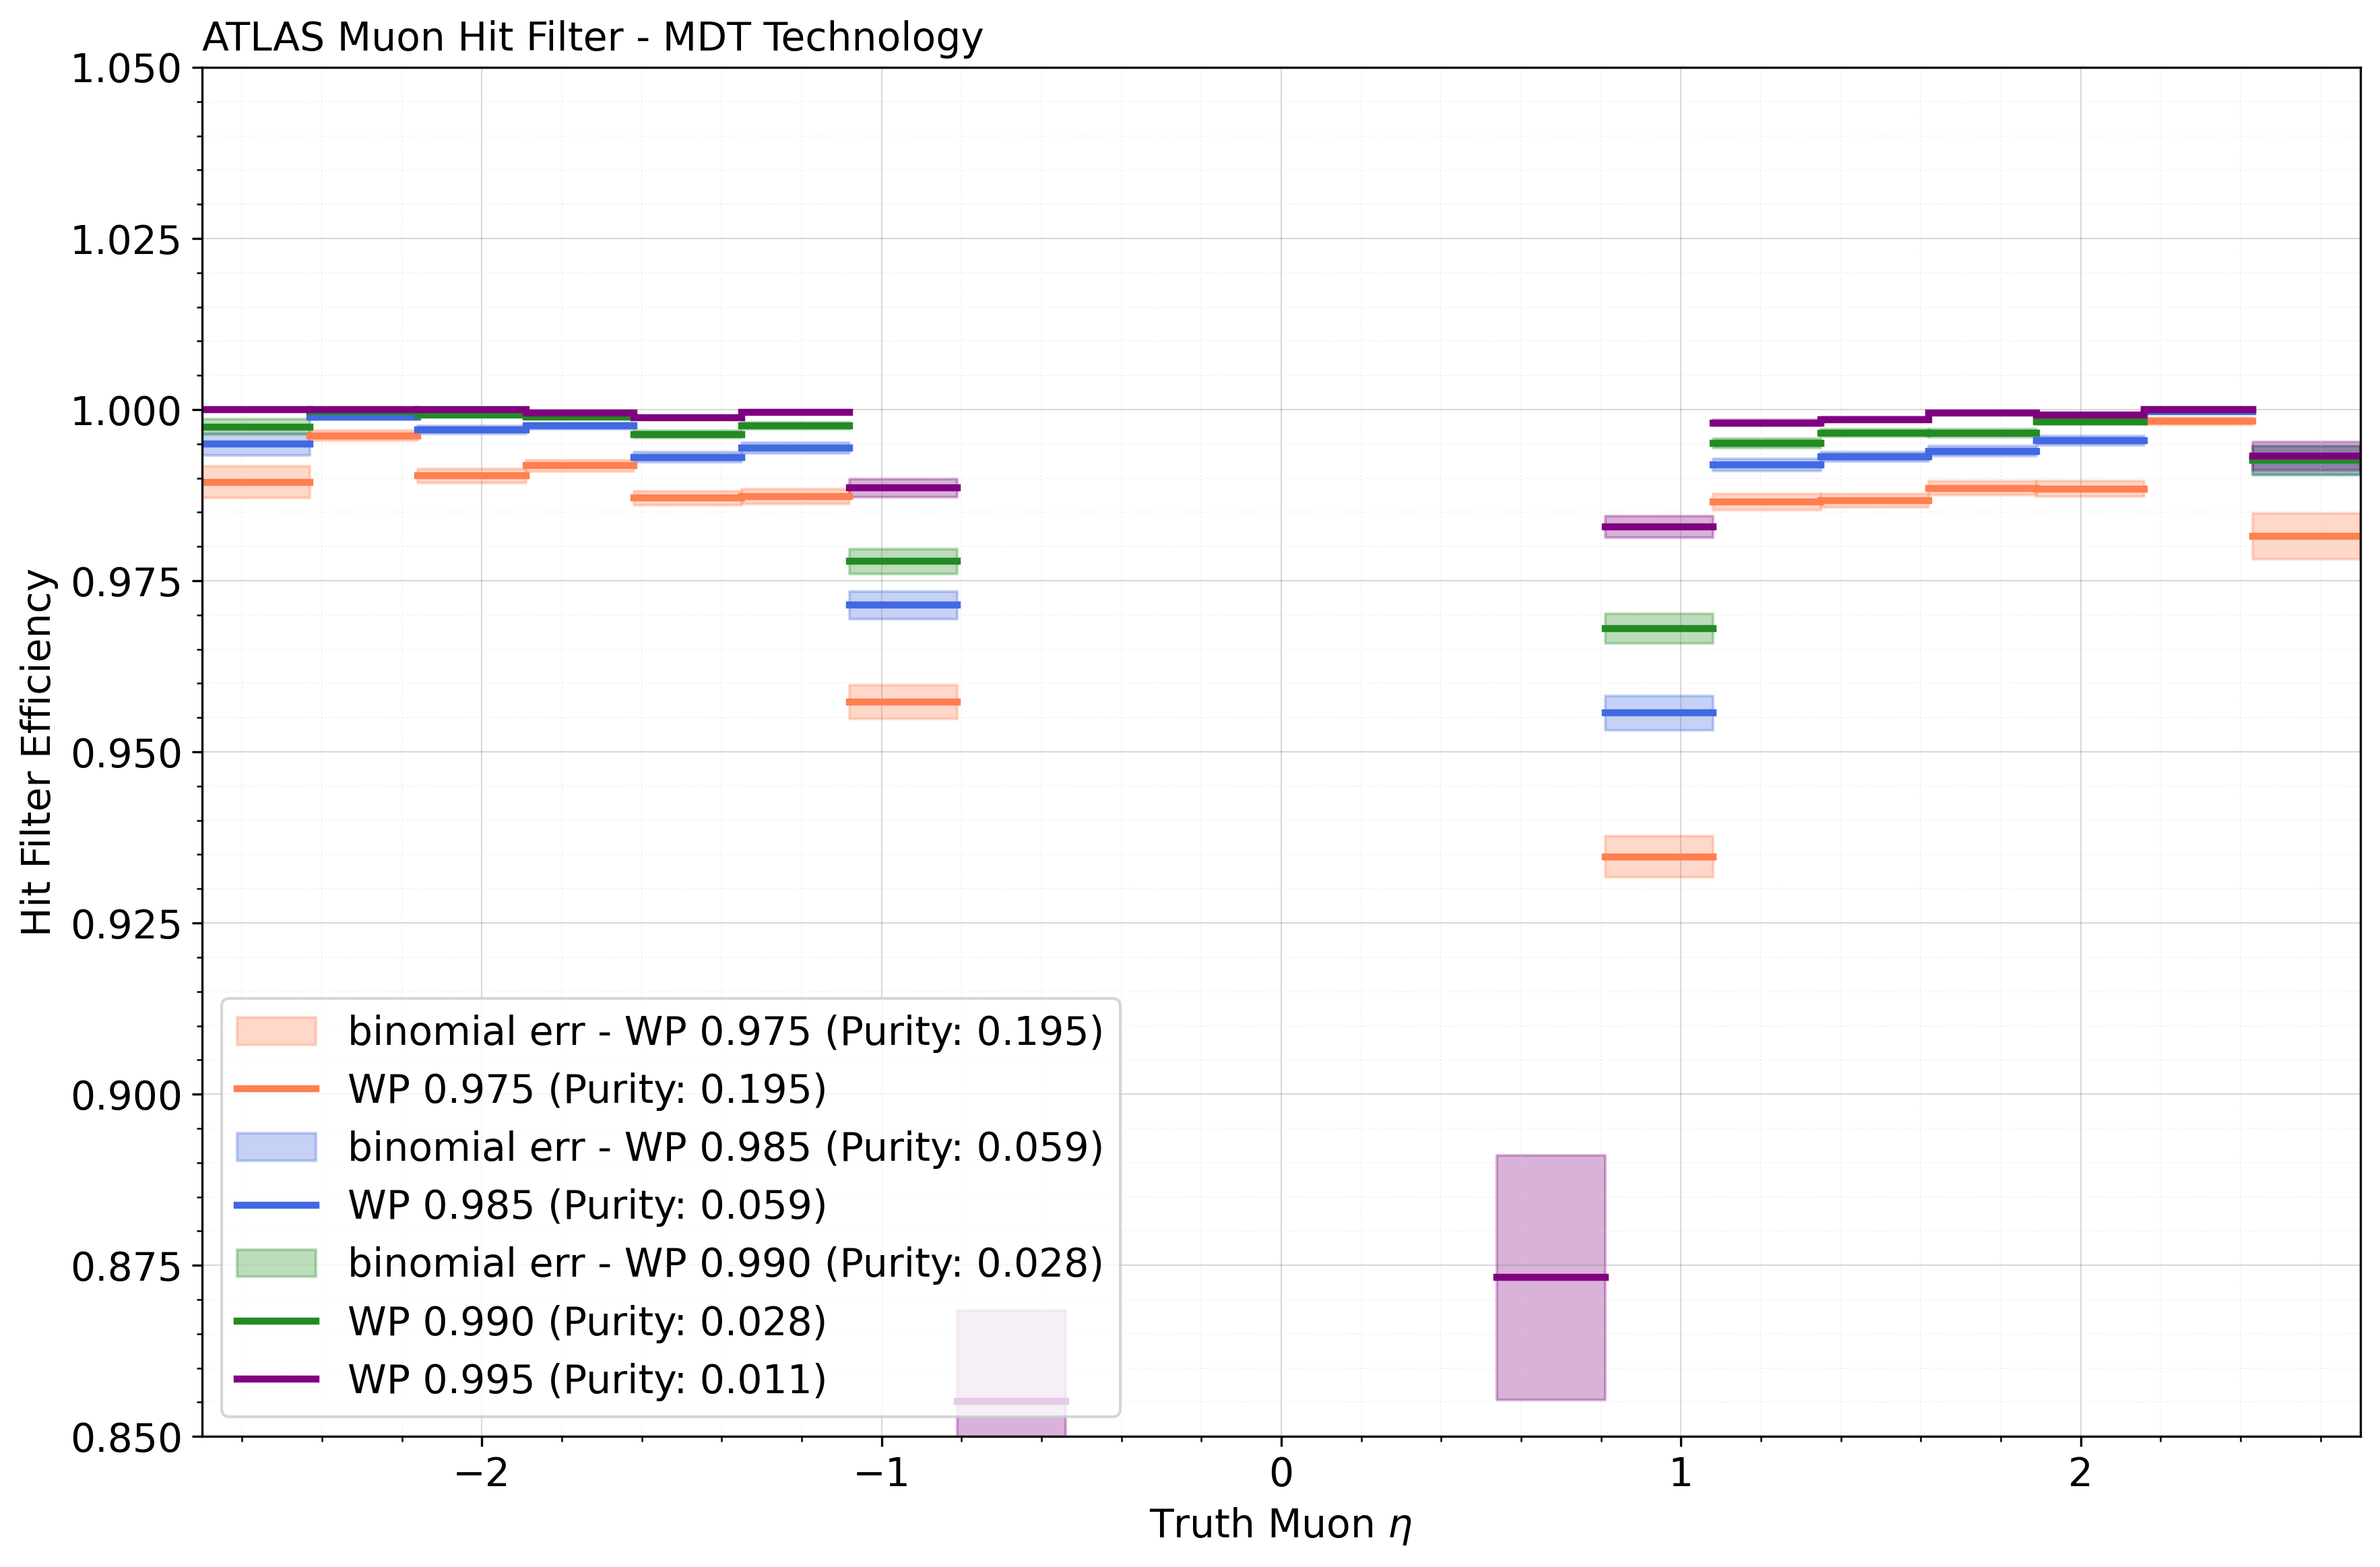 ATLAS Muon Hit Filter - MDT Technology
1.050
1.025
1.000
0.975
0.950
0.925
0.900
0.875
0.850
Hit Filter Efficiency
binomial err - WP 0.975 (Purity: 0.195)
WP 0.975 (Purity: 0.195)
binomial err - WP 0.985 (Purity: 0.059)
WP 0.985 (Purity: 0.059)
binomial err - WP 0.990 (Purity: 0.028)
WP 0.990 (Purity: 0.028)
WP 0.995 (Purity: 0.011)
−2 −1 0 1 2
Truth Muon η